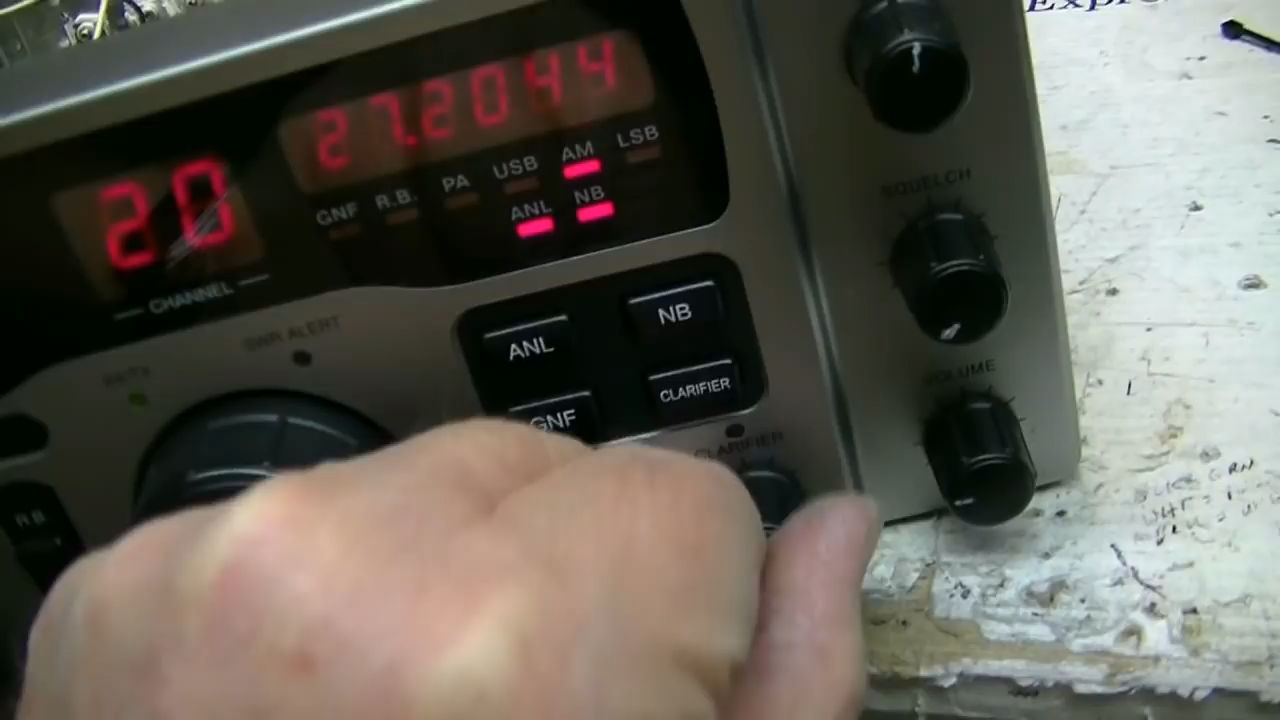 Expre
27.2044
20
GNF R.B. PA USB AM LSB
ANL NB
CHANNEL
SWR ALERT
SQUELCH
ANL NB
GNF CLARIFIER
CLARIFIER
VOLUME
R.B.